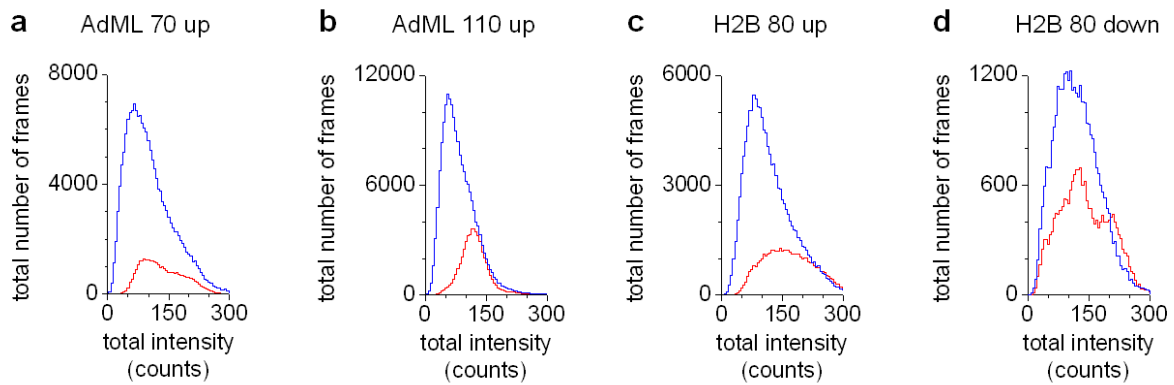 a AdML 70 up
total number of frames
8000
4000
0
0 150 300
total intensity
(counts)
b AdML 110 up
total number of frames
12000
6000
0
0 150 300
total intensity
(counts)
c H2B 80 up
total number of frames
6000
3000
0
0 150 300
total intensity
(counts)
d H2B 80 down
total number of frames
1200
600
0
0 150 300
total intensity
(counts)